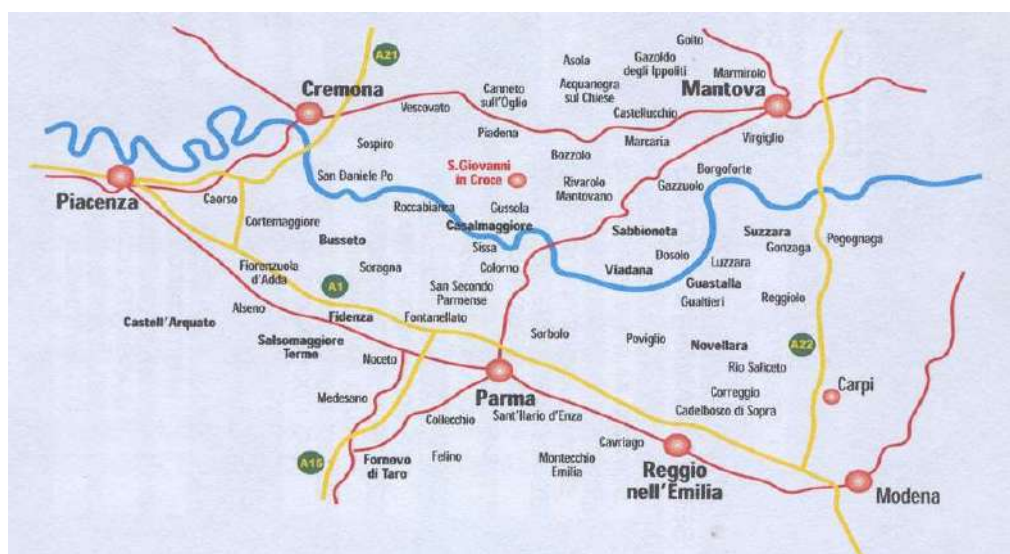 Goito
A21
Asola
Gazoldo
degli Ippoliti
Marmirolo
Cremona
Canneto
sull'Oglio
Acquanegra
sul Chiese
Mantova
Vescovato
Castellucchio
Piadena
Marcaria
Virgiglio
Sospiro
Bozzolo
S.Giovanni
in Croce
Borgoforte
San Daniele Po
Rivarolo
Mantovano
Gazzuolo
Piacenza
Caorso
Roccabianca
Gussola
Cortemaggiore
Casalmaggiore
Sabbioneta
Suzzara
Busseto
Sissa
Gonzaga
Pegognaga
Dosolo
Luzzara
Fiorenzuola
d'Adda
Soragna
Colorno
Viadana
Guastalla
A1
San Secondo
Parmense
Gualtieri
Reggiolo
Alseno
Castell'Arquato
Fidenza
Fontanellato
Sorbolo
Poviglio
Novellara
A22
Salsomaggiore
Terme
Noceto
Rio Saliceto
Medesano
Parma
Correggio
Carpi
Cadelbosco di Sopra
Collecchio
Sant'Ilario d'Enza
A15
Fornovo
di Taro
Felino
Montecchio
Emilia
Cavriago
Reggio
nell'Emilia
Modena